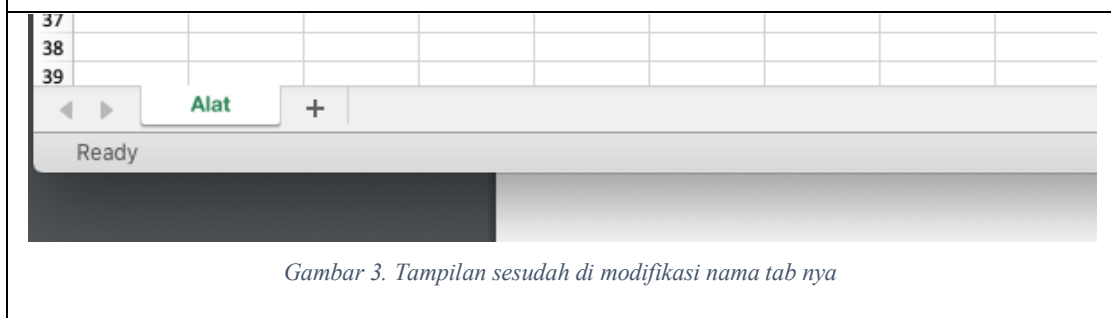 37
38
39
Alat +
Ready
Gambar 3. Tampilan sesudah di modifikasi nama tab nya